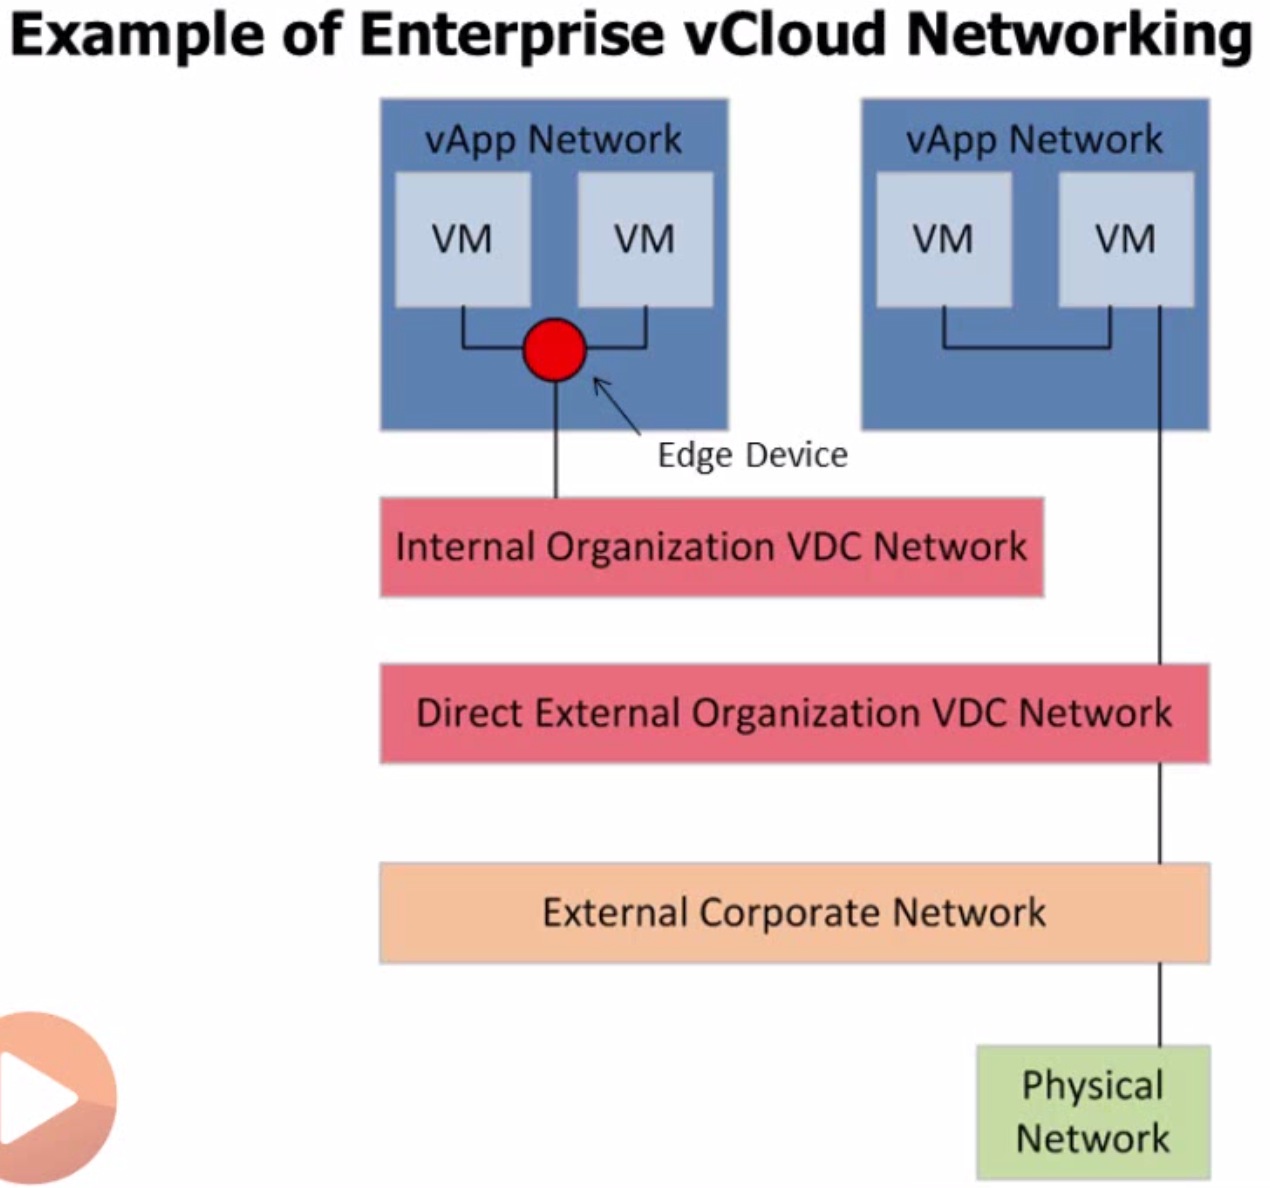 Example of Enterprise vCloud Networking
vApp Network
VM
VM
vApp Network
VM
VM
Edge Device
Internal Organization VDC Network
Direct External Organization VDC Network
External Corporate Network
Physical
Network